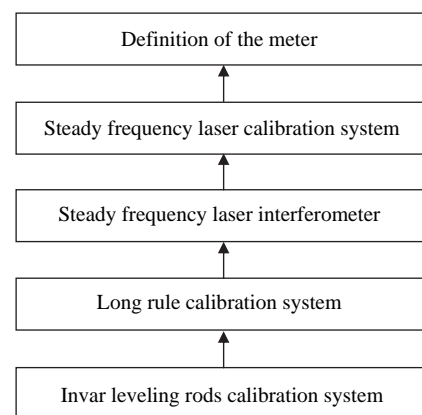 Definition of the meter
Steady frequency laser calibration system
Steady frequency laser interferometer
Long rule calibration system
Invar leveling rods calibration system